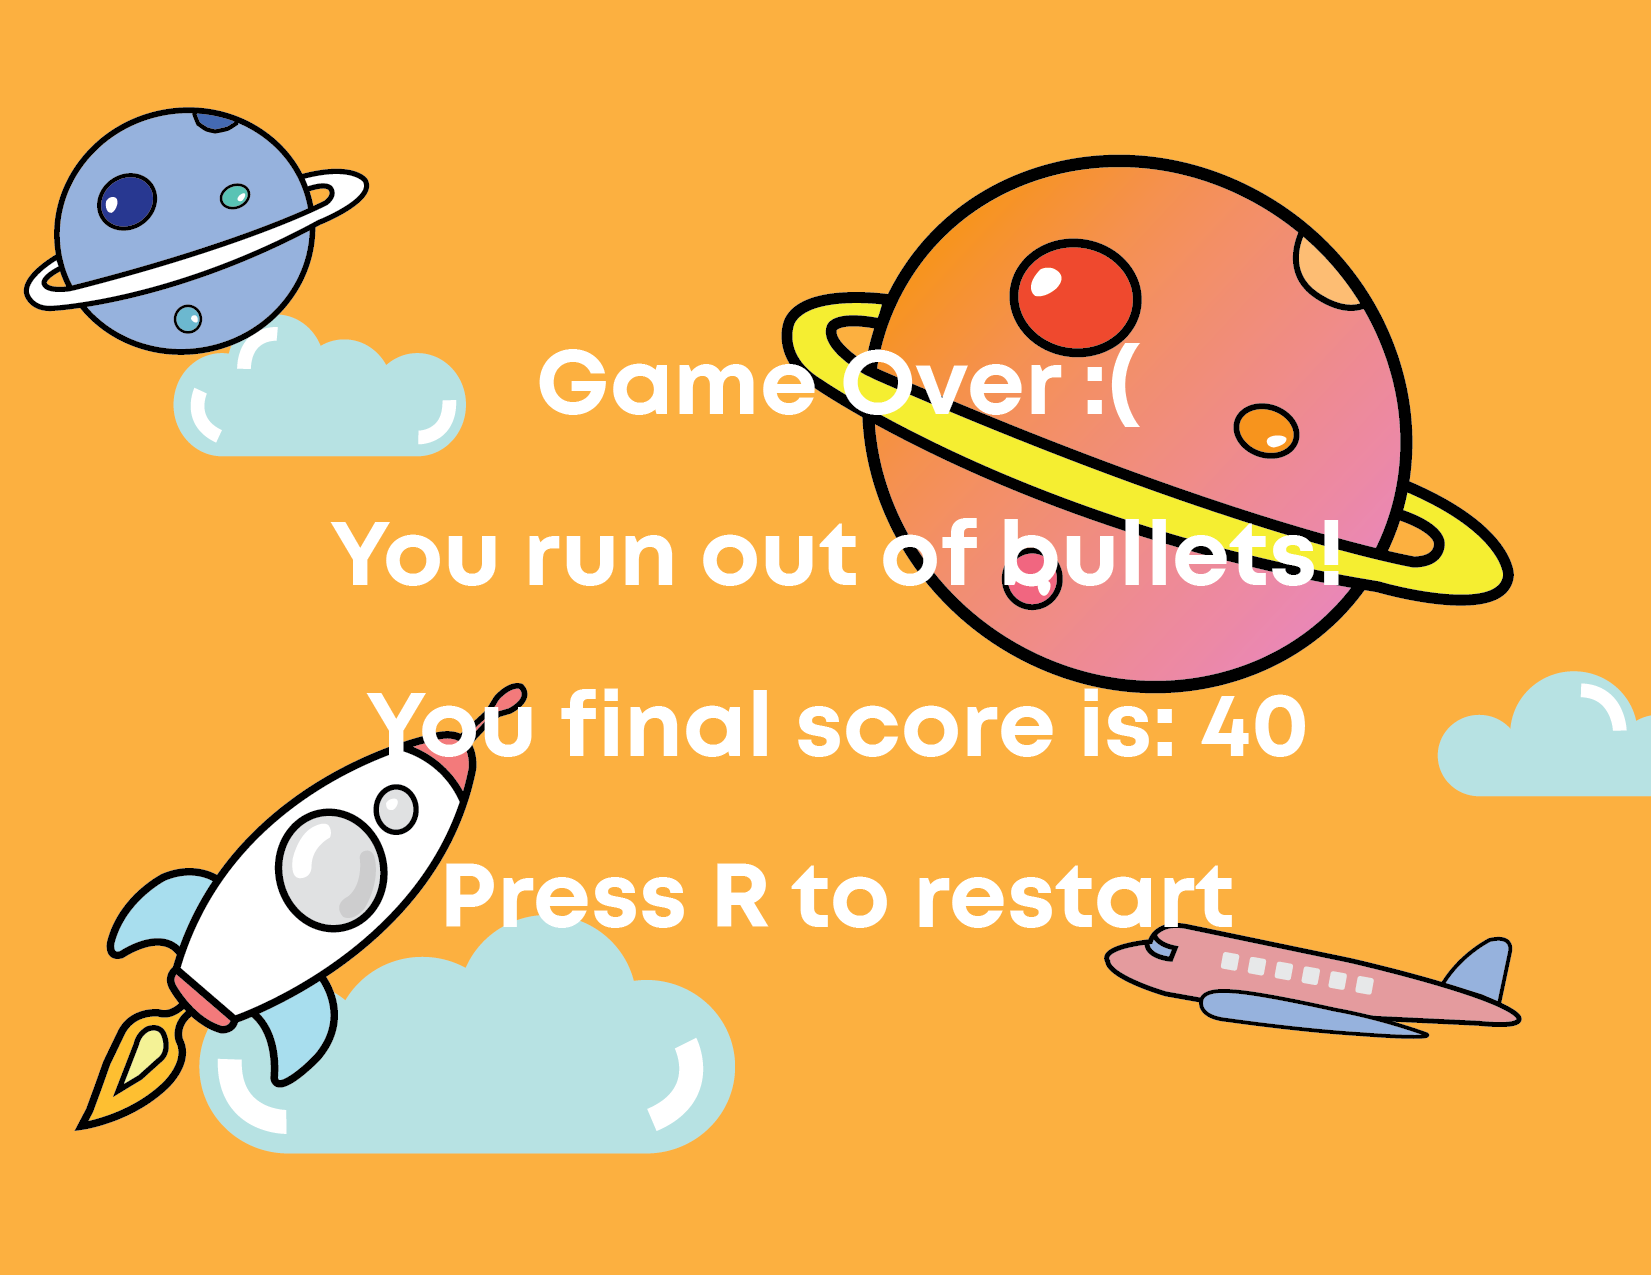 Game Over :(
You run out of bullets!
You final score is: 40
Press R to restart